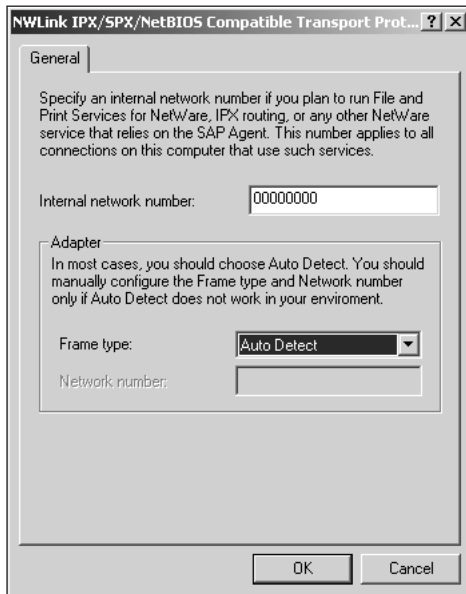 NWLink IPX/SPX/NetBIOS Compatible Transport Prot... ? ×
General
Specify an internal network number if you plan to run File and
Print Services for NetWare, IPX routing, or any other NetWare
service that relies on the SAP Agent. This number applies to all
connections on this computer that use such services.
Internal network number: 00000000
Adapter
In most cases, you should choose Auto Detect. You should
manually configure the Frame type and Network number
only if Auto Detect does not work in your enviroment.
Frame type: Auto Detect
Network number:
OK Cancel